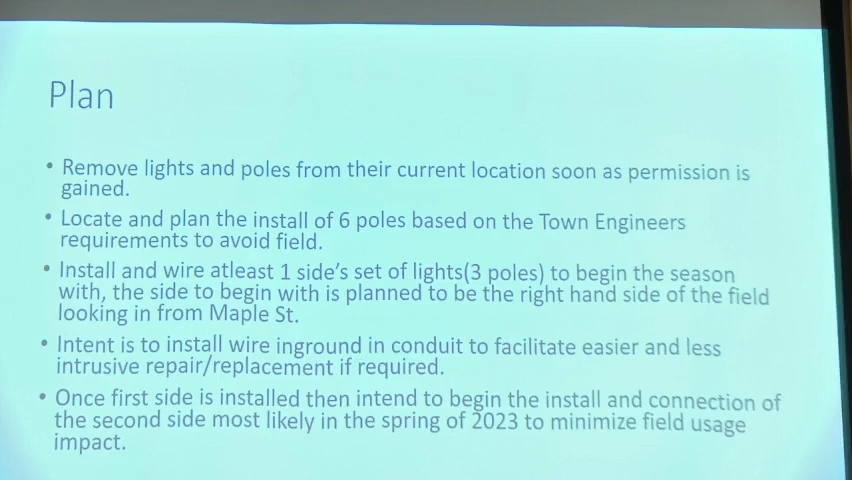 Plan
• Remove lights and poles from their current location soon as permission is
gained.
• Locate and plan the install of 6 poles based on the Town Engineers
requirements to avoid field.
• Install and wire atleast 1 side's set of lights(3 poles) to begin the season
with, the side to begin with is planned to be the right hand side of the field
looking in from Maple St.
• Intent is to install wire inground in conduit to facilitate easier and less
intrusive repair/replacement if required.
• Once first side is installed then intend to begin the install and connection of
the second side most likely in the spring of 2023 to minimize field usage
impact.